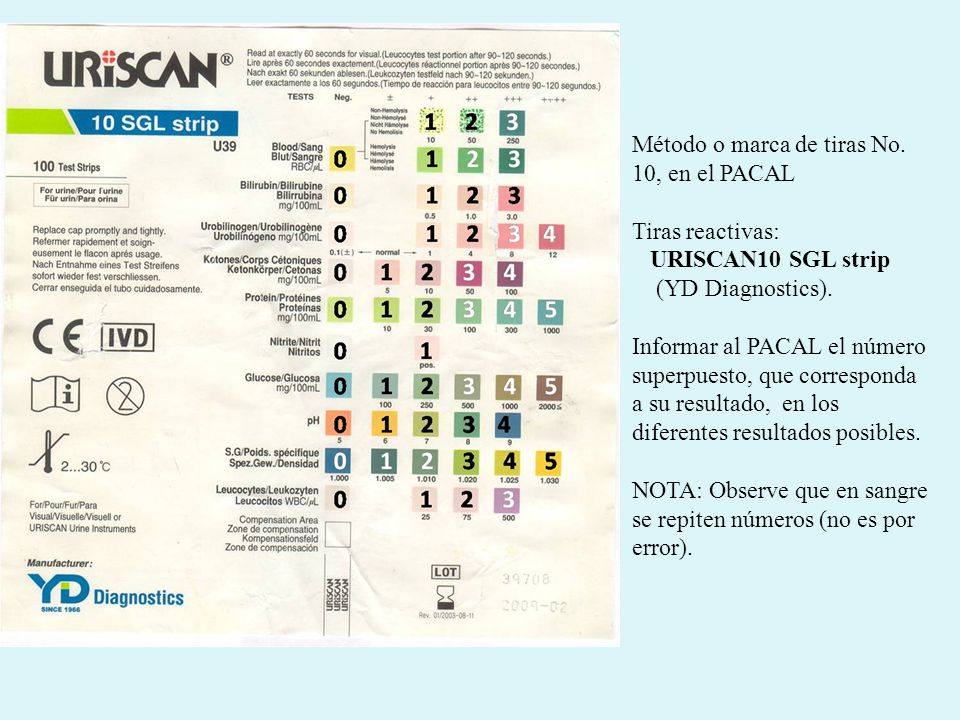 URiSCAN®
Read at exactly 60 seconds for visual.(Leucocytes test portion after 90~120 seconds.)
Lire après 60 secondes exactement.(Leucocytes réactionnel portion après 90~120 secondes.)
Nach exakt 60 sekunden ablesen.(Leukozyten testfeld nach 90~120 sekunden.)
Leer exactamente a los 60 segundos.(Tiempo de reacción para leucocitos entre 90~120 segundos.)
TESTS Neg. ± + ++ +++ ++++
10 SGL strip
U39
100 Test Strips
For urine/Pour l'urine
Für urin/Para orina
Replace cap promptly and tightly.
Refermer rapidement et soign-
eusement le flacon aprés usage.
Nach Entnahme eines Test Streifens
sofort wieder fest verschliessen.
Cerrar enseguida el tubo cuidadosamente.
Non-Hemolysis
Non-Hémolysé
Nicht Hämolyse
No Hemolisis
1 2 3
10 50 250
Blood/Sang
Blut/Sangre
RBC/µL
Hemolysis
Hémolysé
Hämolyse
Hemolisis
0 1 2 3
Bilirubin/Bilirubine
Bilirrubina
mg/100mL
0 1 2 3
0.5 1.0 3.0
Urobilinogen/Urobilinogène
Urobilinógeno mg/100mL
0 1 2 3 4
0.1(±) normal 1 4 8 12
Ketones/Corps Cétoniques
Ketonkörper/Cetonas
mg/100mL
0 1 2 3 4
5 10 50 100
Protein/Protéines
Proteínas
mg/100mL
0 1 2 3 4 5
10 30 100 300 1000
Nitrite/Nitrit
Nitritos
0 1
pos.
Glucose/Glucosa
mg/100mL
0 1 2 3 4 5
100 250 500 1000 2000≤
pH
0 1 2 3 4
5 6 7 8 9
S.G/Poids. spécifique
Spez.Gew./Densidad
0 1 2 3 4 5
1.000 1.005 1.010 1.020 1.025 1.030
Leucocytes/Leukozyten
Leucocitos WBC/µL
0 1 2 3
25 75 500
Compensation Area
Zone de compensation
Kompensationsfeld
Zona de compensación
CE IVD
2
2...30°C
For/Pour/Fur/Para
Visual/Visuelle/Visuell or
URISCAN Urine Instruments
Manufacturer:
YD Diagnostics
SINCE 1966
LOT
39708
2009-02
Rev. 01/2003-08-11
Método o marca de tiras No.
10, en el PACAL
Tiras reactivas:
URISCAN10 SGL strip
(YD Diagnostics).
Informar al PACAL el número
superpuesto, que corresponda
a su resultado, en los
diferentes resultados posibles.
NOTA: Observe que en sangre
se repiten números (no es por
error).